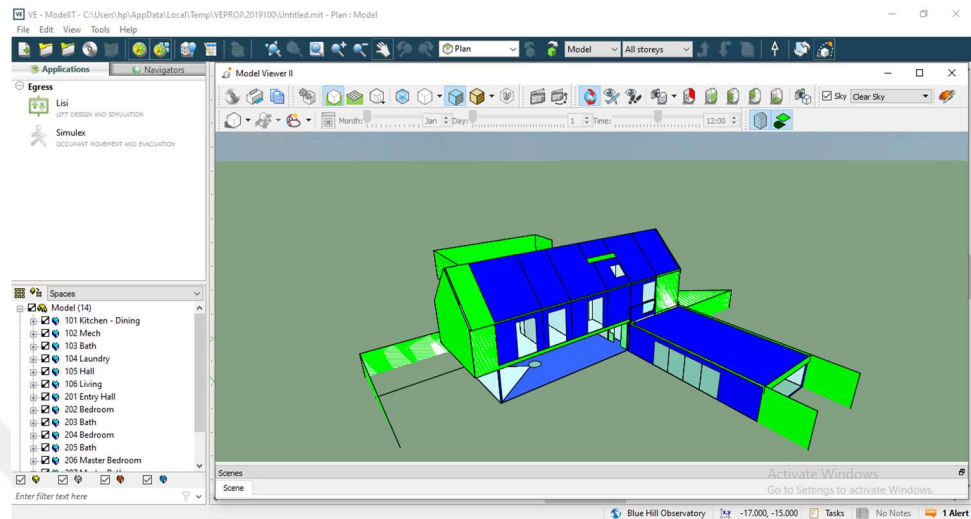 VE - ModelIT - C:\Users\hp\AppData\Local\Temp\VEPROJ\2019100\Untitled.mit - Plan : Model
File Edit View Tools Help
Plan Model All storeys
Applications Navigators
Egress
Lisi
LIFT DESIGN AND SIMULATION
Simulex
OCCUPANT MOVEMENT AND EVACUATION
Model Viewer II
Sky Clear Sky
Month: Jan Day: 1 Time: 12:00
Spaces
Model (14)
101 Kitchen - Dining
102 Mech
103 Bath
104 Laundry
105 Hall
106 Living
201 Entry Hall
202 Bedroom
203 Bath
204 Bedroom
205 Bath
206 Master Bedroom
Enter filter text here
Scenes
Scene
Activate Windows
Go to Settings to activate Windows.
Blue Hill Observatory -17.000, -15.000 Tasks No Notes 1 Alert